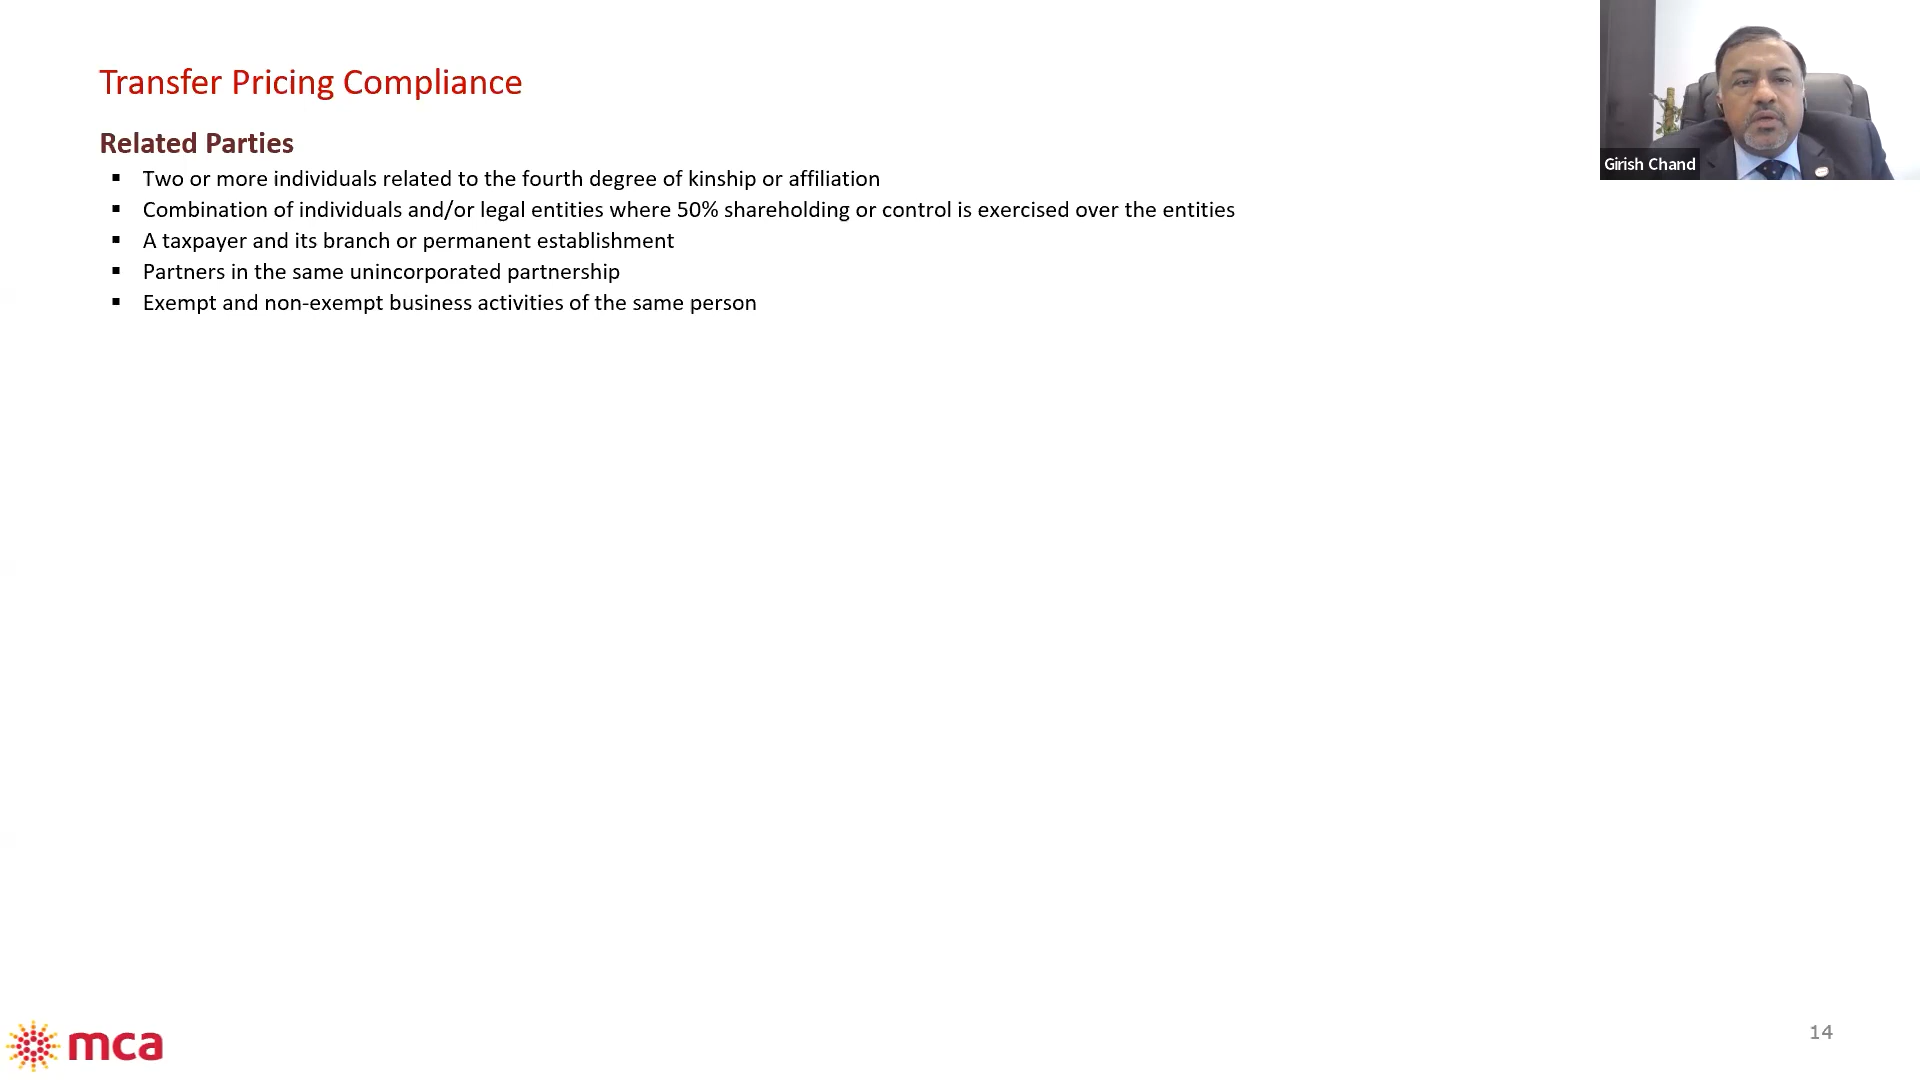 Transfer Pricing Compliance
Related Parties
▪ Two or more individuals related to the fourth degree of kinship or affiliation
▪ Combination of individuals and/or legal entities where 50% shareholding or control is exercised over the entities
▪ A taxpayer and its branch or permanent establishment
▪ Partners in the same unincorporated partnership
▪ Exempt and non-exempt business activities of the same person
Girish Chand
mca
14